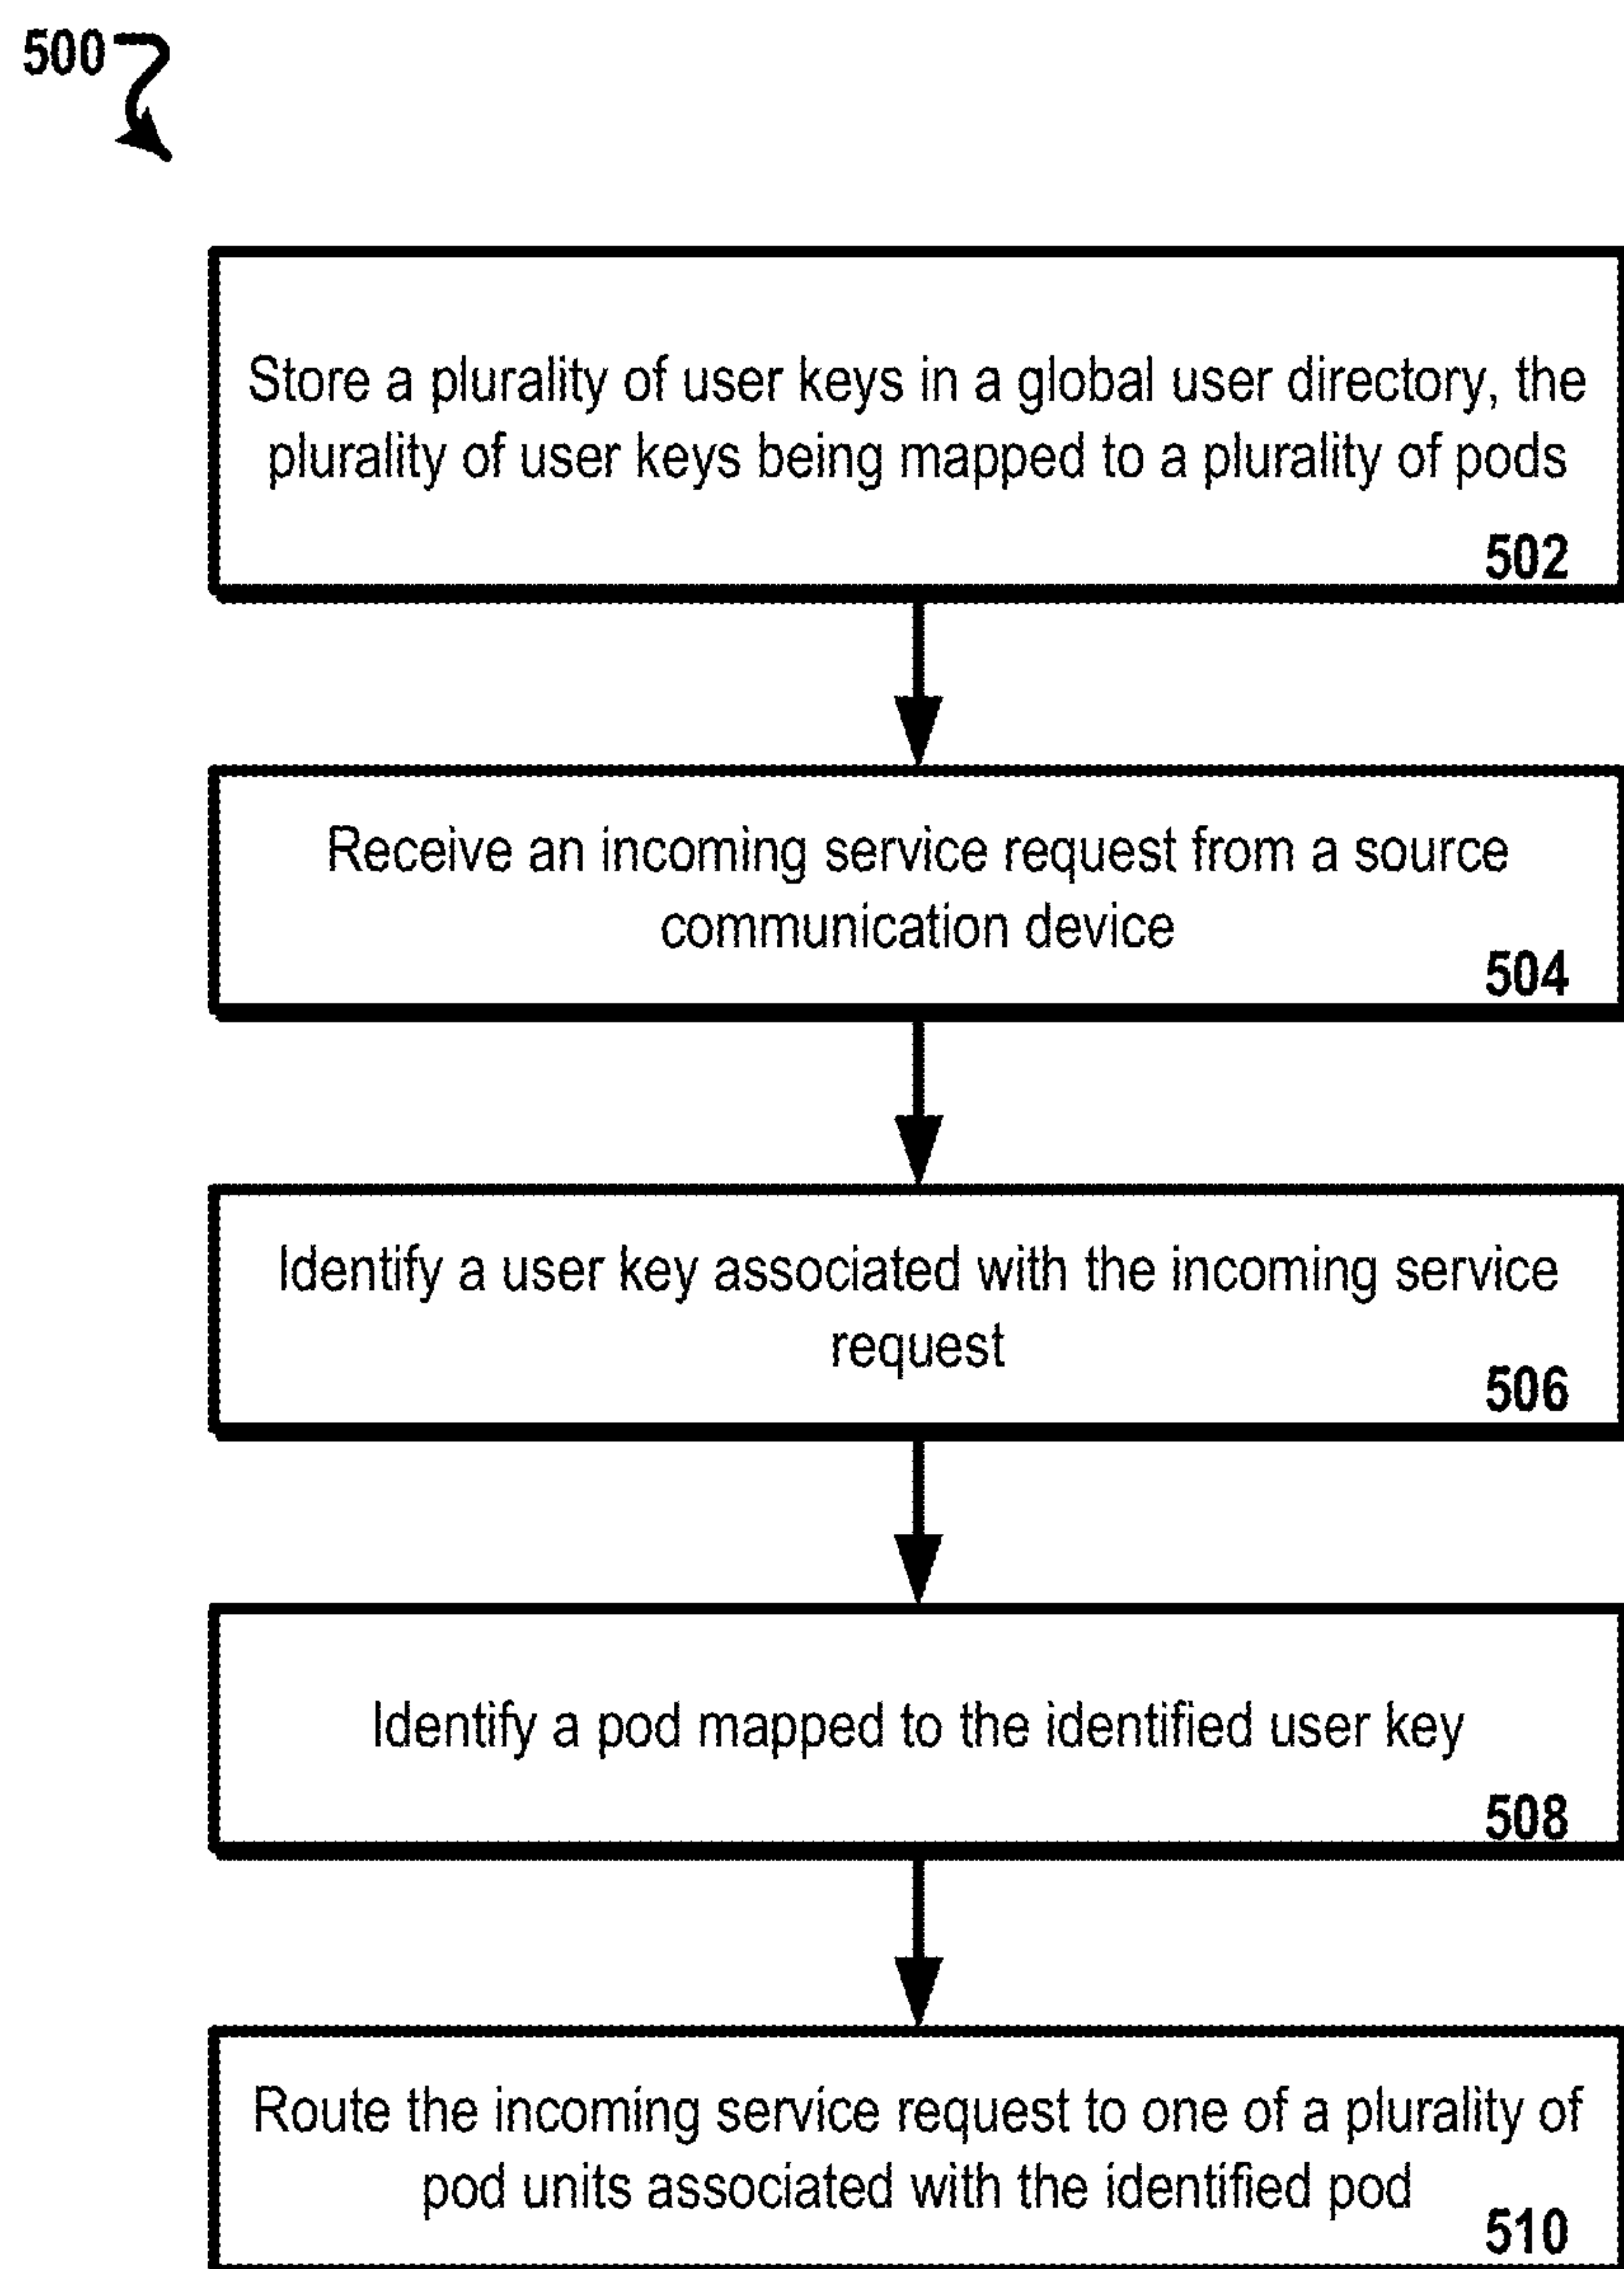 500
Store a plurality of user keys in a global user directory, the
plurality of user keys being mapped to a plurality of pods
502
Receive an incoming service request from a source
communication device
504
Identify a user key associated with the incoming service
request
506
Identify a pod mapped to the identified user key
508
Route the incoming service request to one of a plurality of
pod units associated with the identified pod
510